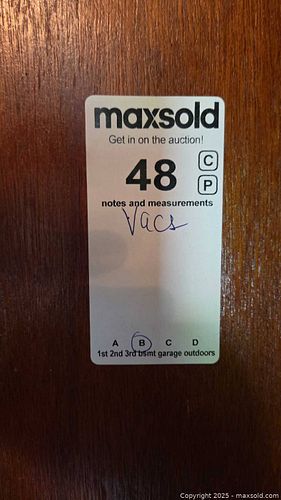 maxsold
Get in on the auction!
48
C
P
notes and measurements
Vacs
A B C D
1st 2nd 3rd bsmt garage outdoors
Copyright 2025 - www.maxsold.com